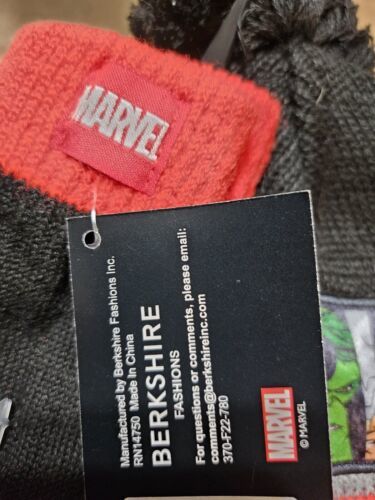 MARVEL
Manufactured by Berkshire Fashions Inc.
RN14750 Made In China
BERKSHIRE
FASHIONS
For questions or comments, please email:
comments@berkshireinc.com
370-F22-780
MARVEL
© MARVEL